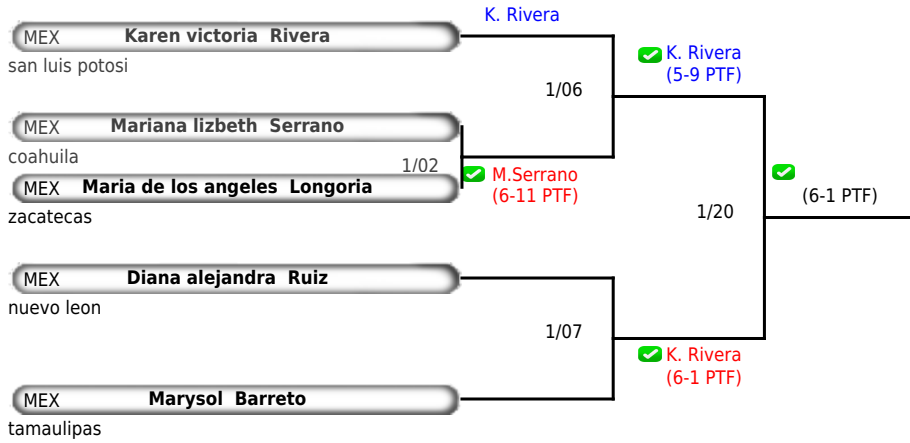 K. Rivera
MEX Karen victoria Rivera
san luis potosi
K. Rivera
(5-9 PTF)
1/06
MEX Mariana lizbeth Serrano
coahuila
1/02
MEX Maria de los angeles Longoria
M.Serrano
(6-11 PTF)
zacatecas
(6-1 PTF)
1/20
MEX Diana alejandra Ruiz
nuevo leon
1/07
K. Rivera
(6-1 PTF)
MEX Marysol Barreto
tamaulipas